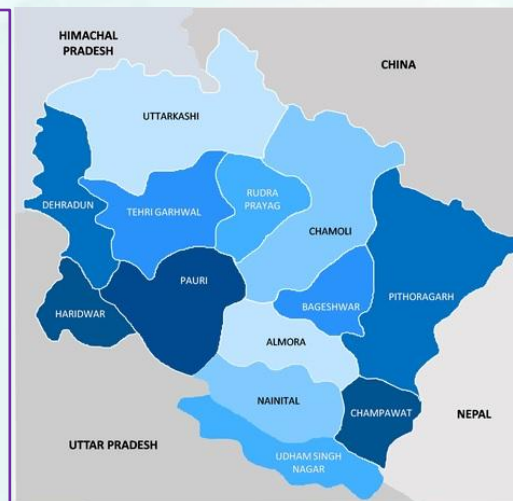 HIMACHAL
PRADESH
CHINA
UTTARKASHI
DEHRADUN
TEHRI GARHWAL
RUDRA
PRAYAG
CHAMOLI
PAURI
HARIDWAR
BAGESHWAR
PITHORAGARH
ALMORA
NAINITAL
CHAMPAWAT
NEPAL
UTTAR PRADESH
UDHAM SINGH
NAGAR